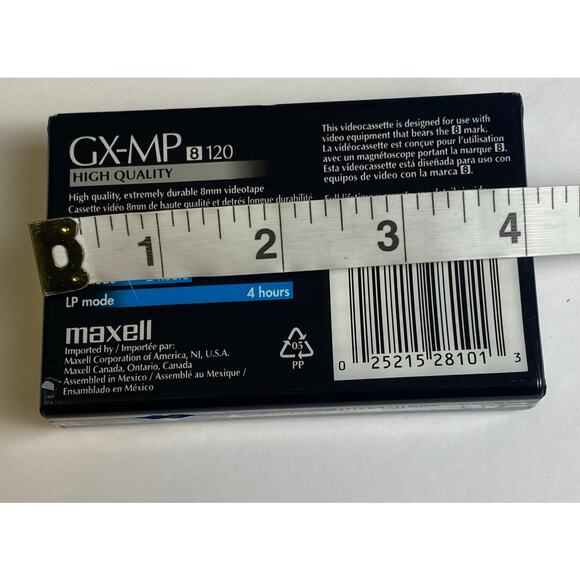 GX-MP 8 120
HIGH QUALITY
High quality, extremely durable 8mm videotape
Cassette vidéo 8mm de haute qualité et detrés longue durabilité
This videocassette is designed for use with
video equipment that bears the 8 mark.
La vidéocassette est conçue pour l'utilisation
avec un magnétoscope portant la marque 8.
Esta videocassette está diseñada para uso con
equipos de video con la marca 8.
1 2 3 4
hours
LP mode 4 hours
maxell
Imported by / Importée par:
Maxell Corporation of America, NJ, U.S.A.
Maxell Canada, Ontario, Canada
Assembled in Mexico / Assemblé au Mexique /
Ensamblado en México
05
PP
0 25215 28101 3